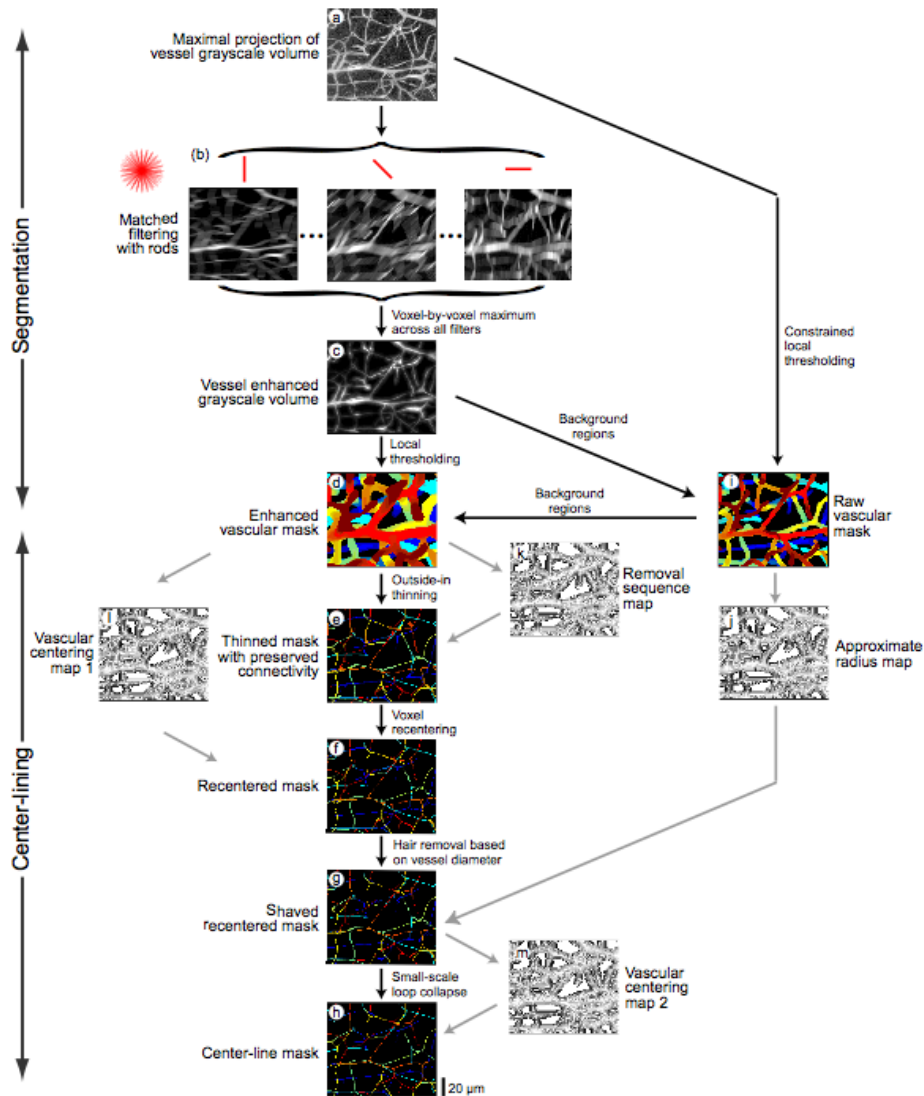 a
Maximal projection of
vessel grayscale volume
(b)
Matched
filtering
with rods
Voxel-by-voxel maximum
across all filters
Constrained
local
thresholding
c
Vessel enhanced
grayscale volume
Background
regions
Local
thresholding
d
Enhanced
vascular mask
Background
regions
i
Raw
vascular
mask
k
Removal
sequence
map
Outside-in
thinning
l
Vascular
centering
map 1
e
Thinned mask
with preserved
connectivity
j
Approximate
radius map
Voxel
recentering
f
Recentered mask
Hair removal based
on vessel diameter
g
Shaved
recentered mask
m
Vascular
centering
map 2
Small-scale
loop collapse
h
Center-line mask
20 µm
Segmentation
Center-lining